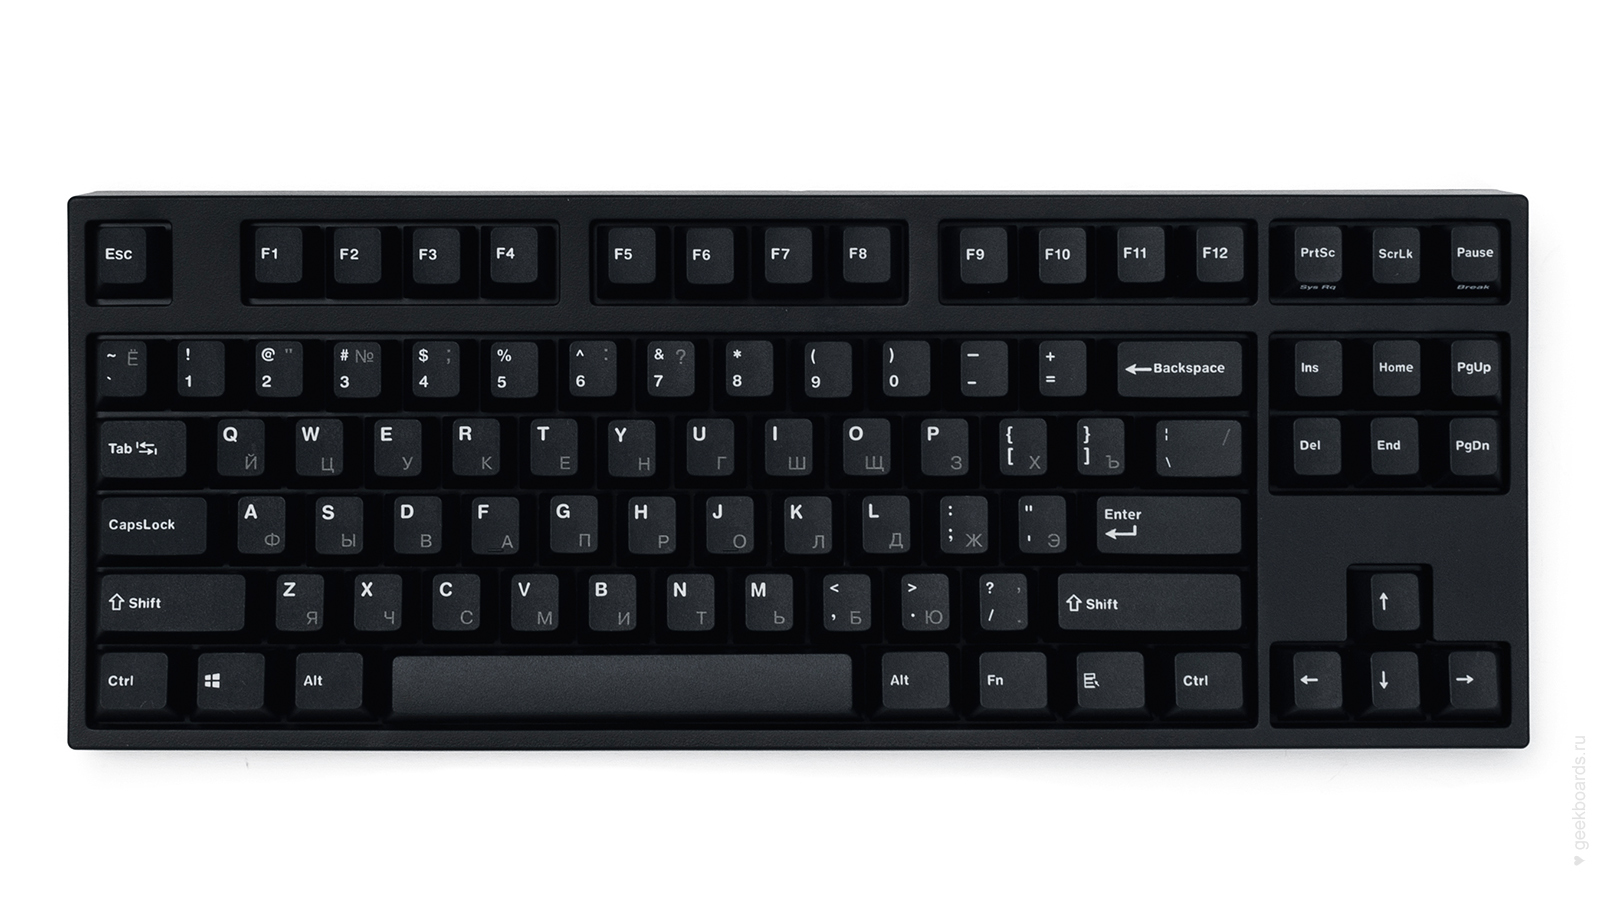 Esc F1 F2 F3 F4 F5 F6 F7 F8 F9 F10 F11 F12 PrtSc ScrLk Pause
Sys Rq Break
~ Ё ! @ " # № $ ; % ^ : & ? * ( ) — +
` 1 2 3 4 5 6 7 8 9 0 - = ←Backspace Ins Home PgUp
Tab Q W E R T Y U I O P { } ¦ /
Й Ц У К Е Н Г Ш Щ З [ Х ] Ъ \ Del End PgDn
CapsLock A S D F G H J K L : " Enter
Ф Ы В А П Р О Л Д ; Ж ' Э
⇧ Shift Z X C V B N M < > ? , ⇧ Shift ↑
Я Ч С М И Т Ь , Б . Ю / .
Ctrl Alt Alt Fn Ctrl ← ↓ →
♥ geekboards.ru